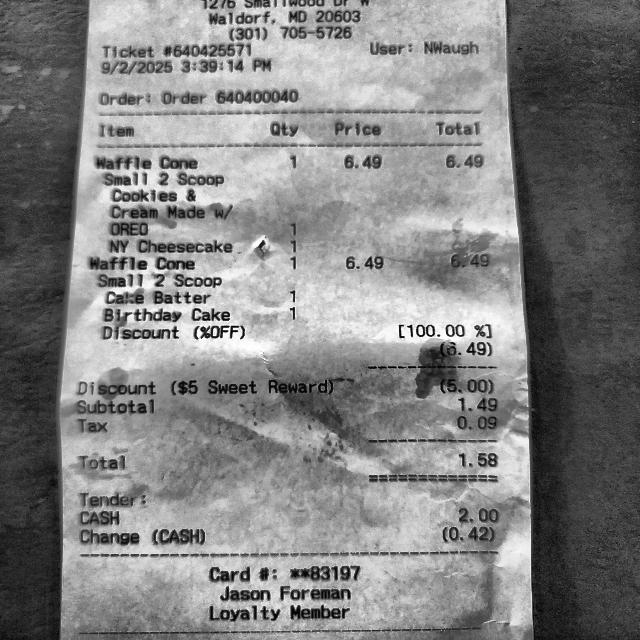 1276 Smallwood Dr W
Waldorf, MD 20603
(301) 705-5726
Ticket #640425571 User: NWaugh
9/2/2025 3:39:14 PM
Order: Order 640400040
Item Qty Price Total
Waffle Cone 1 6.49 6.49
Small 2 Scoop
Cookies &
Cream Made w/
OREO 1
NY Cheesecake 1
Waffle Cone 1 6.49 6.49
Small 2 Scoop
Cake Batter 1
Birthday Cake 1
Discount (%OFF) [100.00 %]
(6.49)
Discount ($5 Sweet Reward) (5.00)
Subtotal 1.49
Tax 0.09
Total 1.58
Tender:
CASH 2.00
Change (CASH) (0.42)
Card #: **83197
Jason Foreman
Loyalty Member